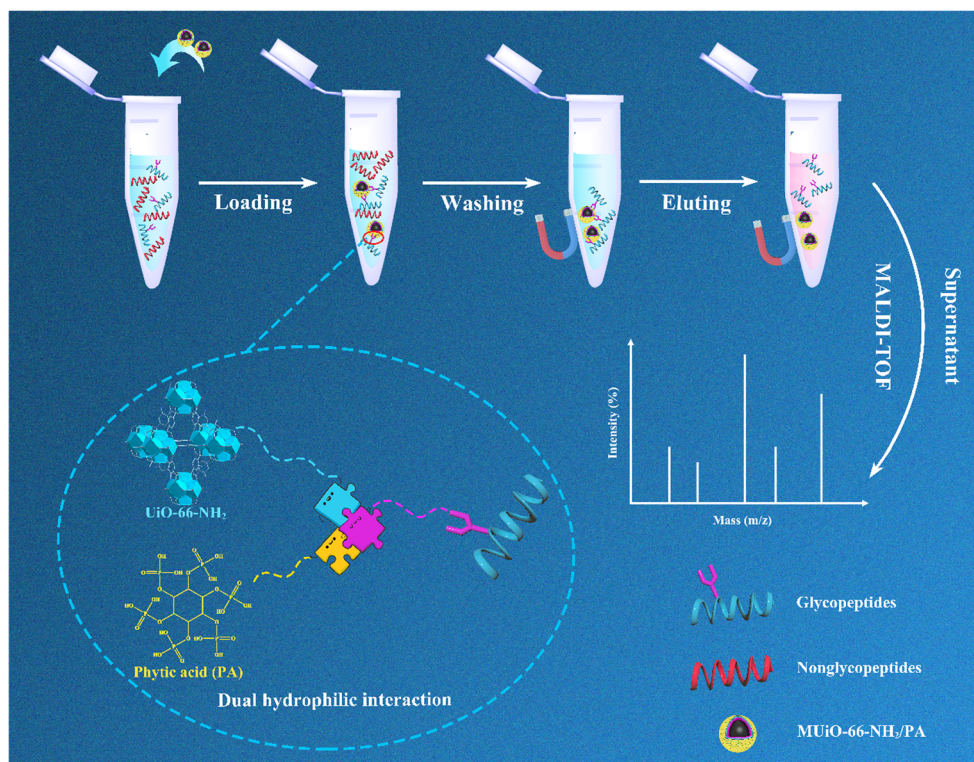 Loading
Washing
Eluting
Supernatant
MALDI-TOF
Intensity (%)
Mass (m/z)
UiO-66-NH₂
Phytic acid (PA)
Dual hydrophilic interaction
Glycopeptides
Nonglycopeptides
MUiO-66-NH₂/PA